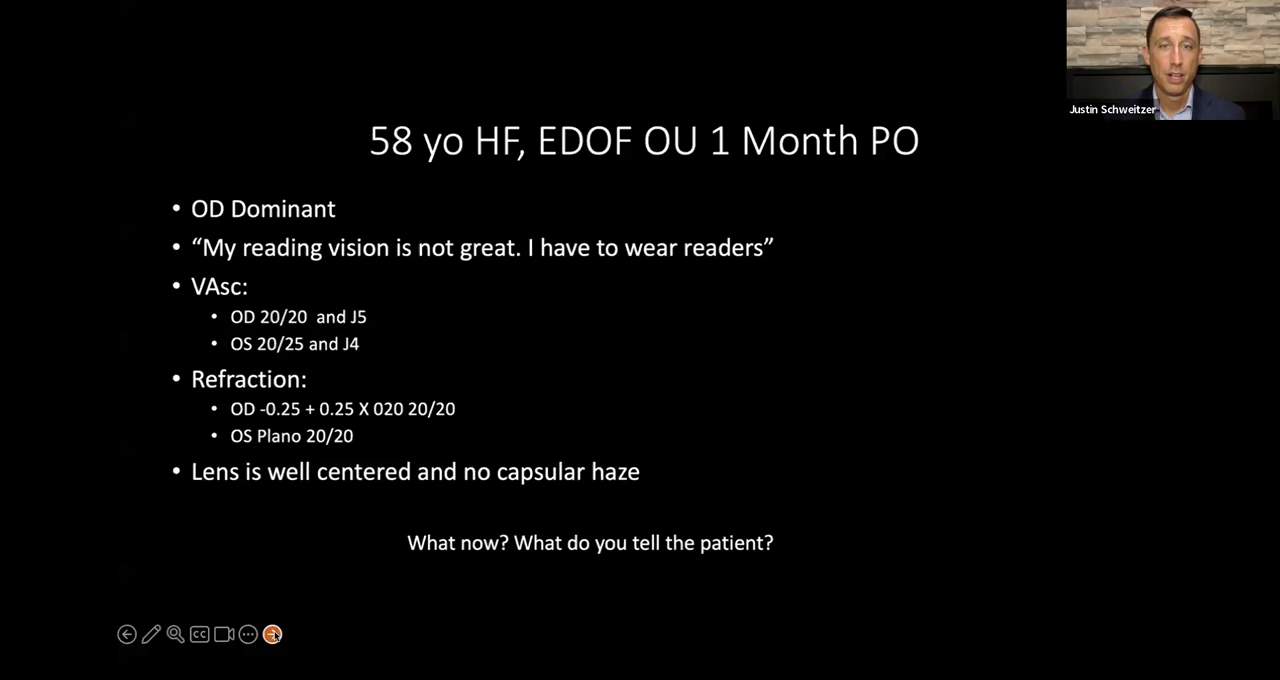 Justin Schweitzer
58 yo HF, EDOF OU 1 Month PO
• OD Dominant
• “My reading vision is not great. I have to wear readers”
• VAsc:
• OD 20/20 and J5
• OS 20/25 and J4
• Refraction:
• OD -0.25 + 0.25 X 020 20/20
• OS Plano 20/20
• Lens is well centered and no capsular haze
What now? What do you tell the patient?
CC